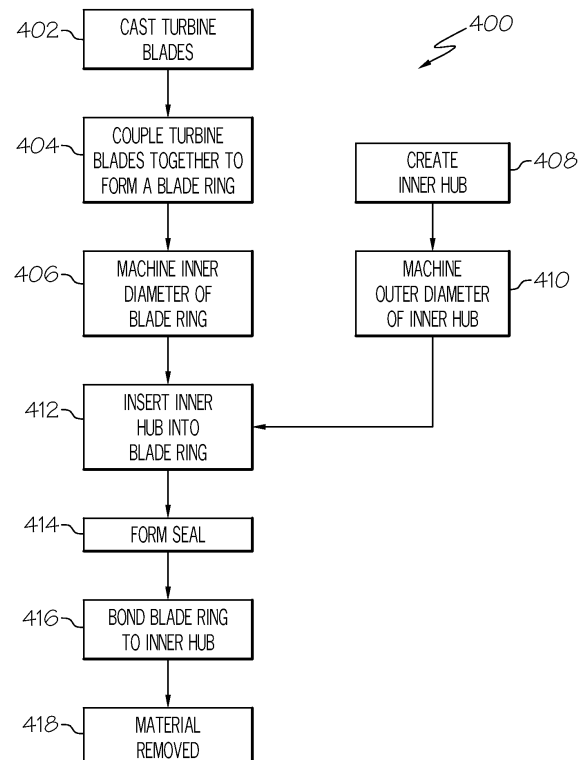 402
CAST TURBINE
BLADES
400
404
COUPLE TURBINE
BLADES TOGETHER TO
FORM A BLADE RING
CREATE
INNER HUB
408
406
MACHINE INNER
DIAMETER OF
BLADE RING
MACHINE
OUTER DIAMETER
OF INNER HUB
410
412
INSERT INNER
HUB INTO
BLADE RING
414
FORM SEAL
416
BOND BLADE RING
TO INNER HUB
418
MATERIAL
REMOVED